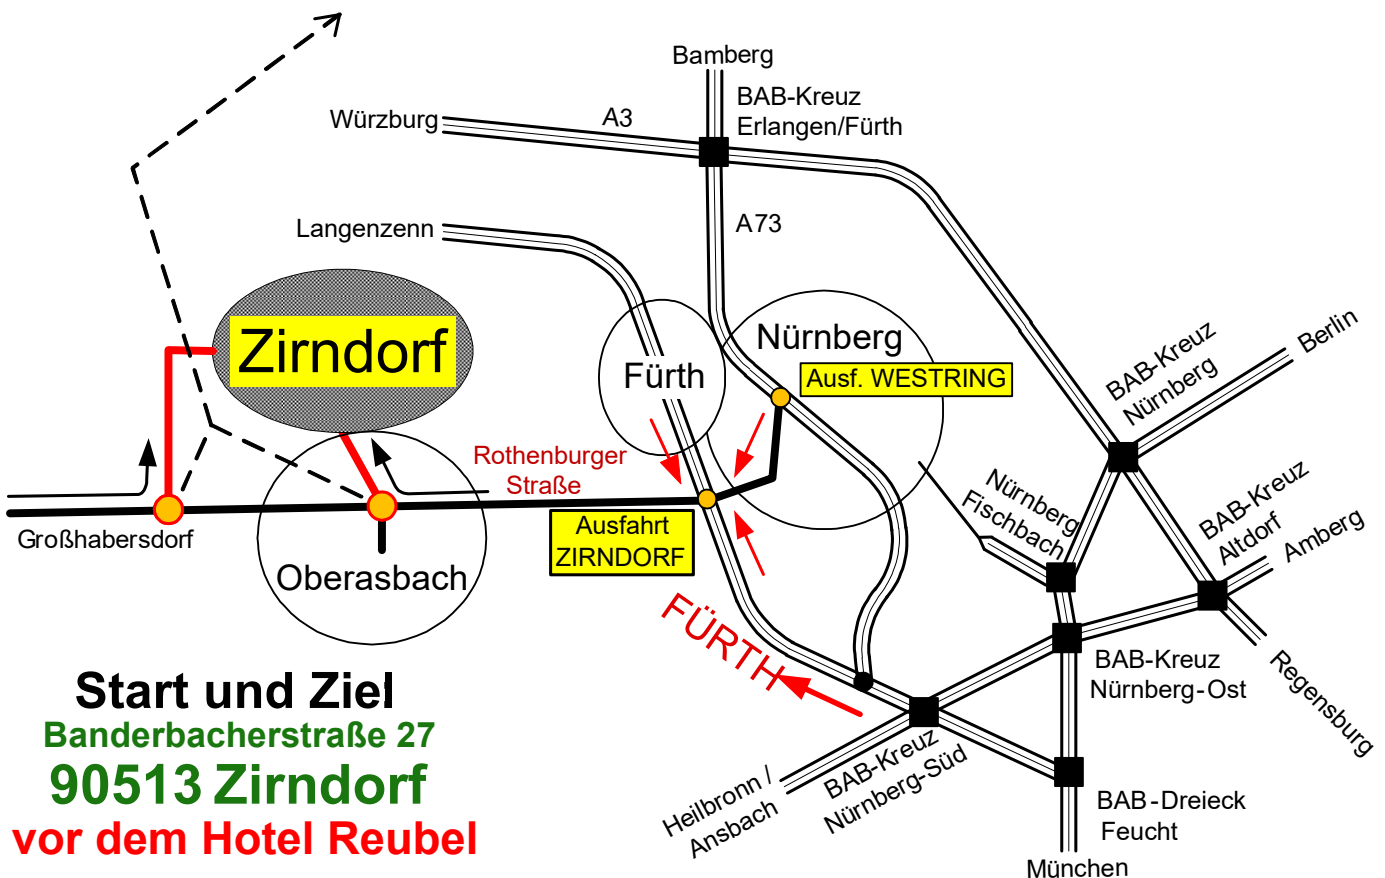 Bamberg
BAB-Kreuz
Erlangen/Fürth
Würzburg
A3
Langenzenn
A73
Zirndorf
Fürth
Nürnberg
Ausf. WESTRING
Berlin
BAB-Kreuz
Nürnberg
Rothenburger
Straße
Nürnberg
Fischbach
BAB-Kreuz
Altdorf
Amberg
Großhabersdorf
Ausfahrt
ZIRNDORF
Oberasbach
FÜRTH
BAB-Kreuz
Nürnberg-Ost
Regensburg
Start und Ziel
Banderbacherstraße 27
90513 Zirndorf
vor dem Hotel Reubel
Heilbronn /
Ansbach
BAB-Kreuz
Nürnberg-Süd
BAB-Dreieck
Feucht
München